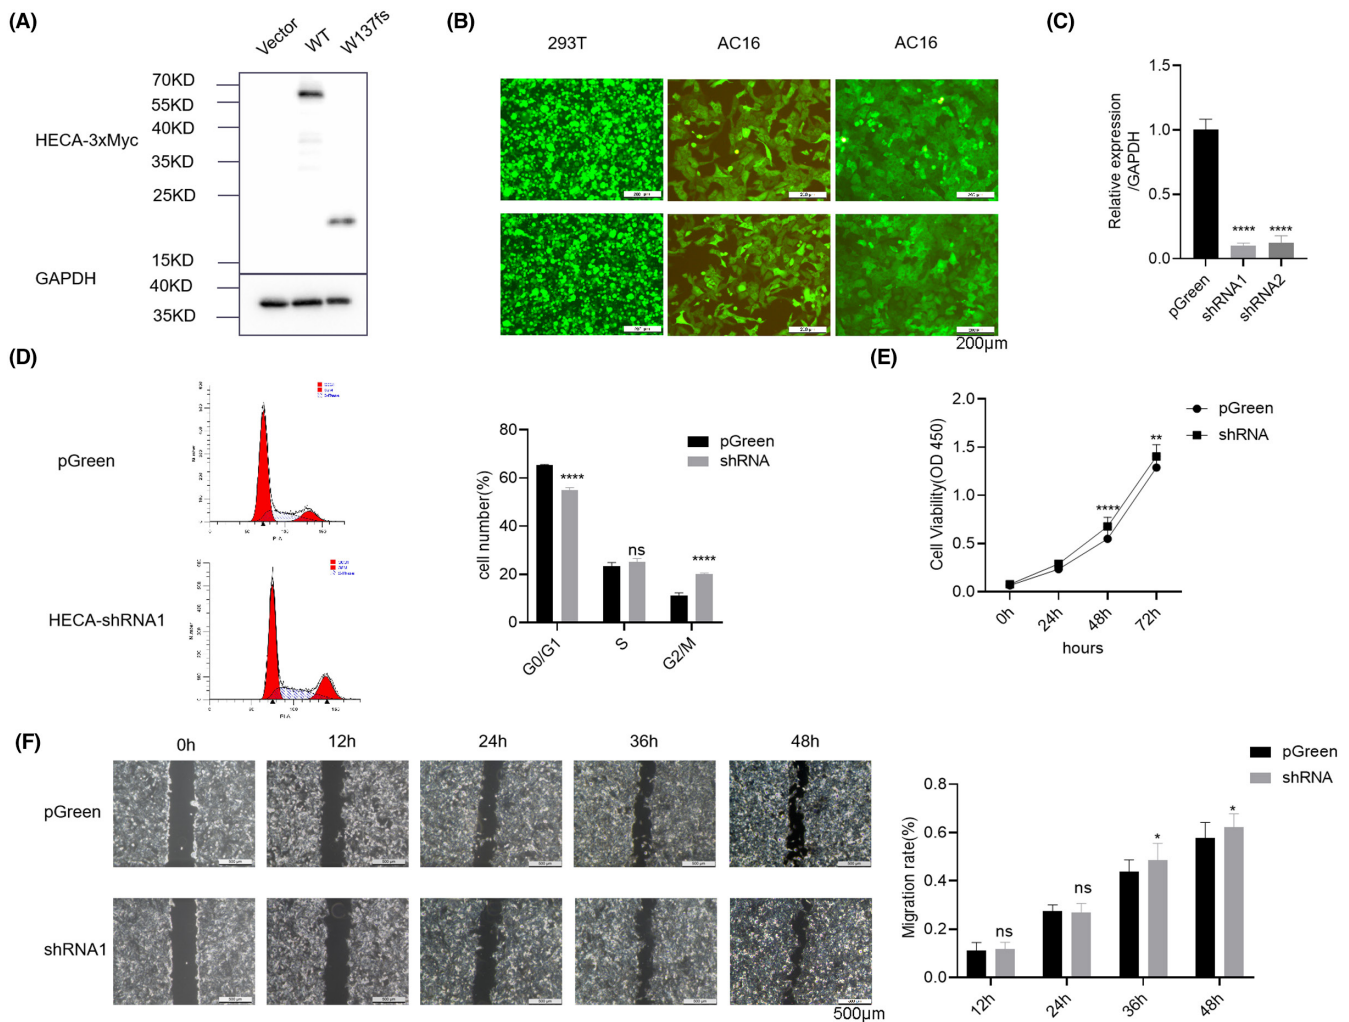 (A)
Vector
WT
W137fs
70KD
55KD
40KD
HECA-3xMyc
35KD
25KD
15KD
GAPDH
40KD
35KD
(B)
293T
AC16
AC16
200μm
(C)
Relative expression
/GAPDH
1.5
1.0
0.5
0.0
****
****
pGreen
shRNA1
shRNA2
(D)
pGreen
HECA-shRNA1
cell number(%)
80
60
40
20
0
****
ns
****
G0/G1
S
G2/M
pGreen
shRNA
(E)
Cell Viability(OD 450)
2.0
1.5
1.0
0.5
0.0
****
**
0h
24h
48h
72h
hours
pGreen
shRNA
(F)
0h
12h
24h
36h
48h
pGreen
shRNA1
500μm
Migration rate(%)
0.8
0.6
0.4
0.2
0.0
ns
ns
*
*
12h
24h
36h
48h
pGreen
shRNA